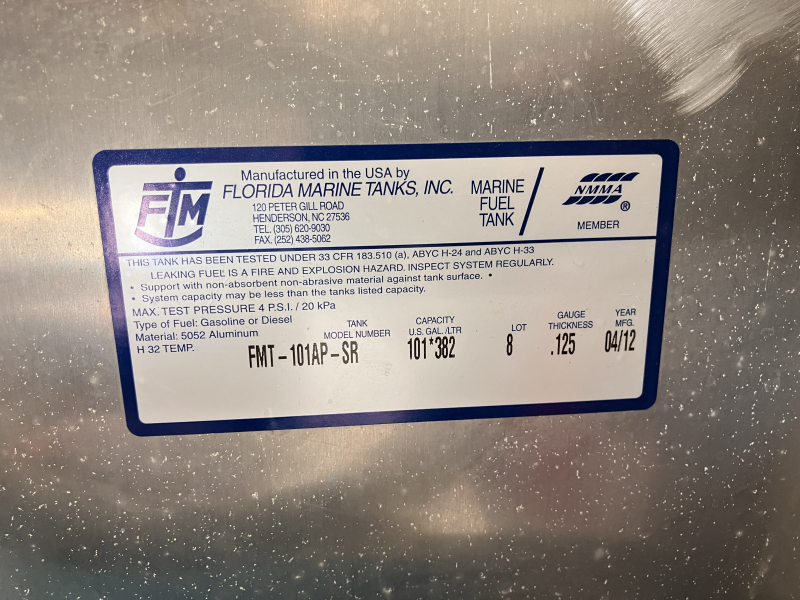 FTM
Manufactured in the USA by
FLORIDA MARINE TANKS, INC.
120 PETER GILL ROAD
HENDERSON, NC 27536
TEL. (305) 620-9030
FAX. (252) 438-5062
MARINE
FUEL
TANK
NMMA®
MEMBER
THIS TANK HAS BEEN TESTED UNDER 33 CFR 183.510 (a), ABYC H-24 and ABYC H-33
LEAKING FUEL IS A FIRE AND EXPLOSION HAZARD. INSPECT SYSTEM REGULARLY.
• Support with non-absorbent non-abrasive material against tank surface. •
• System capacity may be less than the tanks listed capacity.
MAX. TEST PRESSURE 4 P.S.I. / 20 kPa
Type of Fuel: Gasoline or Diesel
Material: 5052 Aluminum
H 32 TEMP.
TANK
MODEL NUMBER
FMT-101AP-SR
CAPACITY
U.S. GAL. /LTR
101*382
LOT
8
GAUGE
THICKNESS
.125
YEAR
MFG.
04/12